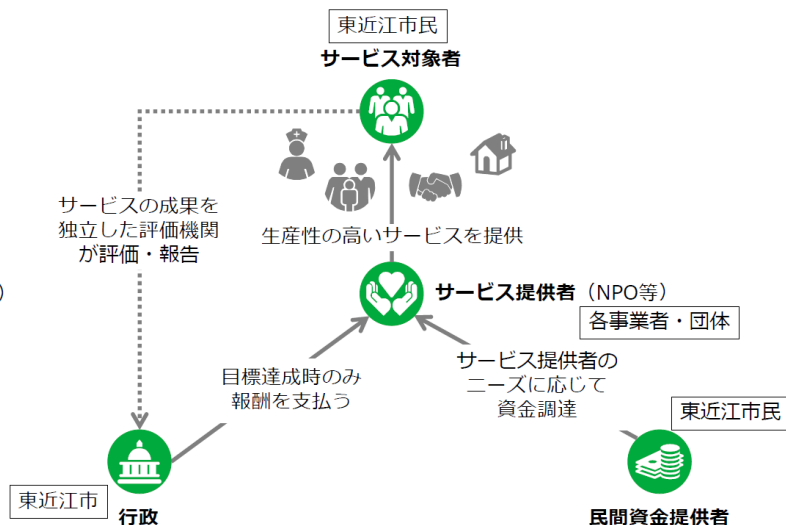 東近江市民
サービス対象者
サービスの成果を
独立した評価機関
が評価・報告
生産性の高いサービスを提供
)
サービス提供者（NPO等）
各事業者・団体
目標達成時のみ
報酬を支払う
サービス提供者の
ニーズに応じて
資金調達
東近江市民
東近江市
行政
民間資金提供者